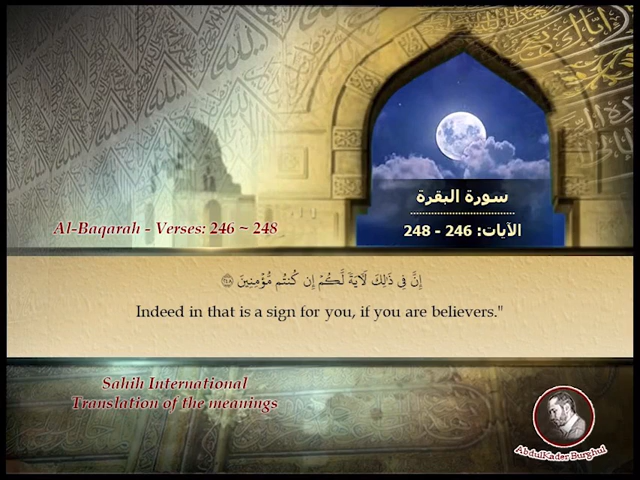 سورة البقرة
Al-Baqarah - Verses: 246 ~ 248
الآيات: 246 - 248
إِنَّ فِي ذَٰلِكَ لَآيَةً لَّكُمْ إِن كُنتُم مُّؤْمِنِينَ ﴿٢٤٨﴾
Indeed in that is a sign for you, if you are believers."
Sahih International
Translation of the meanings
AbdulKader Burghul